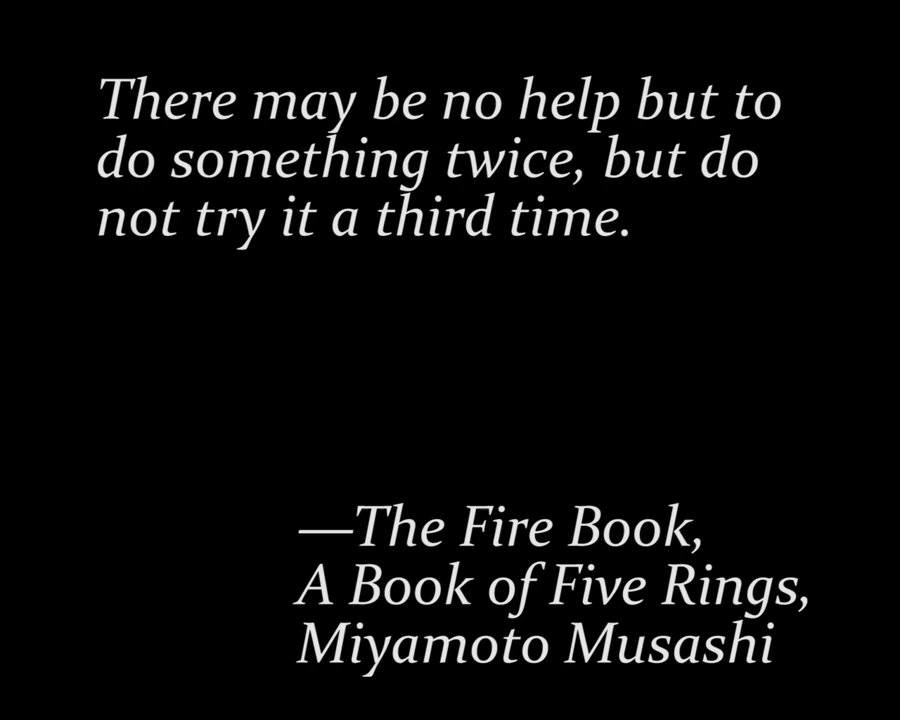 There may be no help but to
do something twice, but do
not try it a third time.
—The Fire Book,
A Book of Five Rings,
Miyamoto Musashi